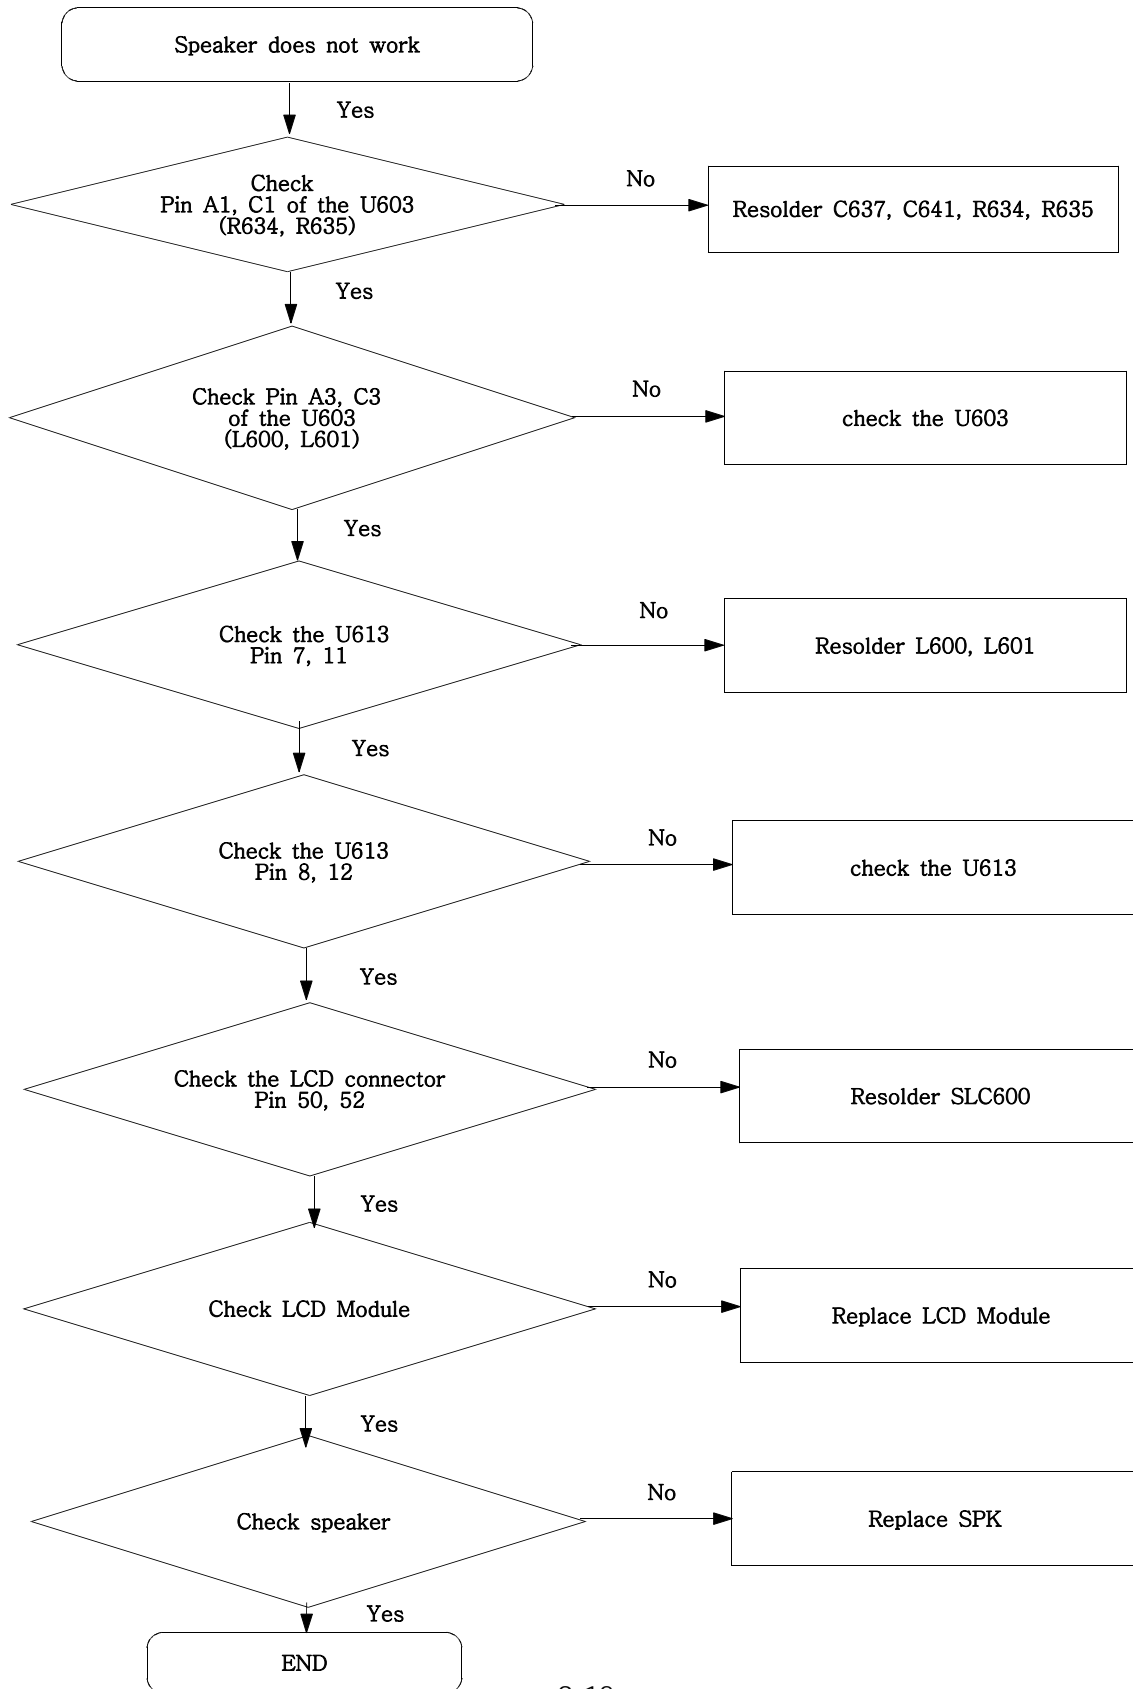 Speaker does not work
Yes
Check
Pin A1, C1 of the U603
(R634, R635)
No
Resolder C637, C641, R634, R635
Yes
Check Pin A3, C3
of the U603
(L600, L601)
No
check the U603
Yes
Check the U613
Pin 7, 11
No
Resolder L600, L601
Yes
Check the U613
Pin 8, 12
No
check the U613
Yes
Check the LCD connector
Pin 50, 52
No
Resolder SLC600
Yes
Check LCD Module
No
Replace LCD Module
Yes
Check speaker
No
Replace SPK
Yes
END